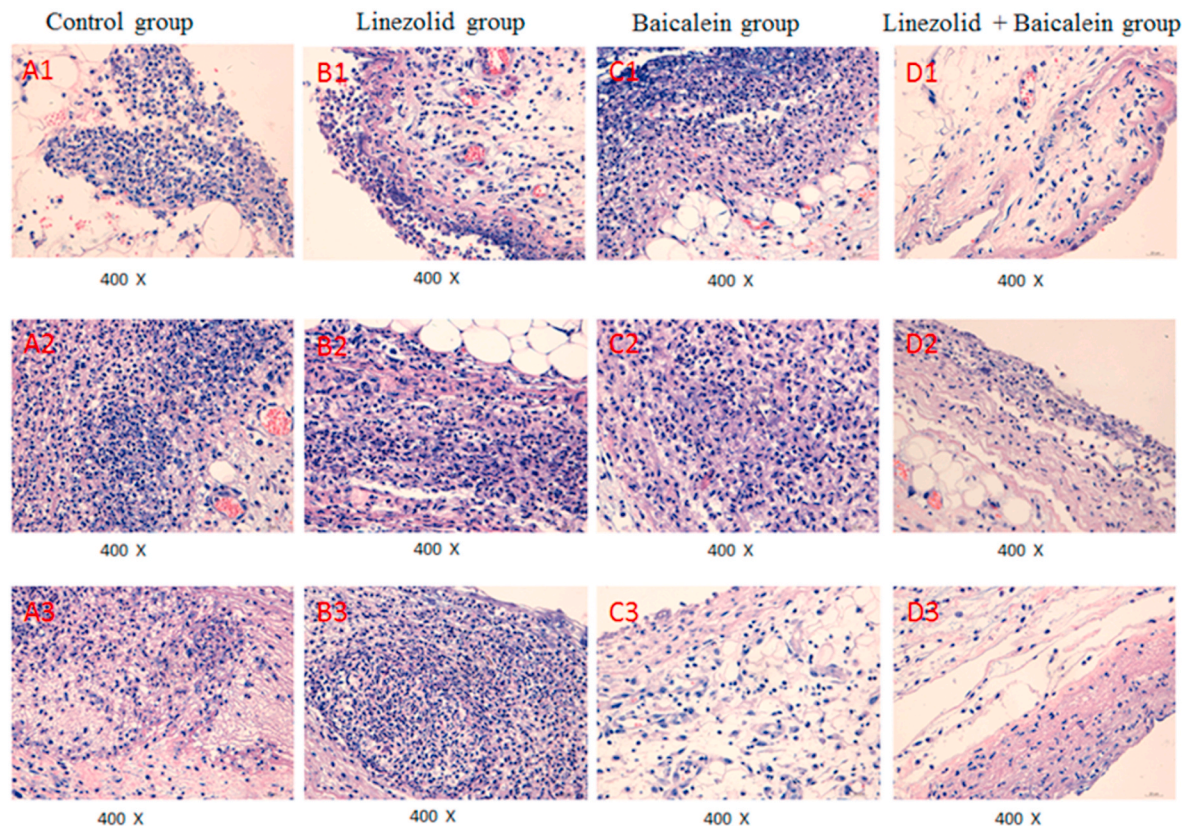 Control group Linezolid group Baicalein group Linezolid + Baicalein group
A1 B1 C1 D1
400 X 400 X 400 X 400 X
A2 B2 C2 D2
400 X 400 X 400 X 400 X
A3 B3 C3 D3
400 X 400 X 400 X 400 X